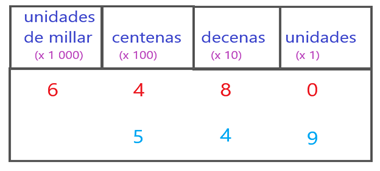 unidades de millar (x 1 000) centenas (x 100) decenas (x 10) unidades (x 1)
6 4 8 0
5 4 9